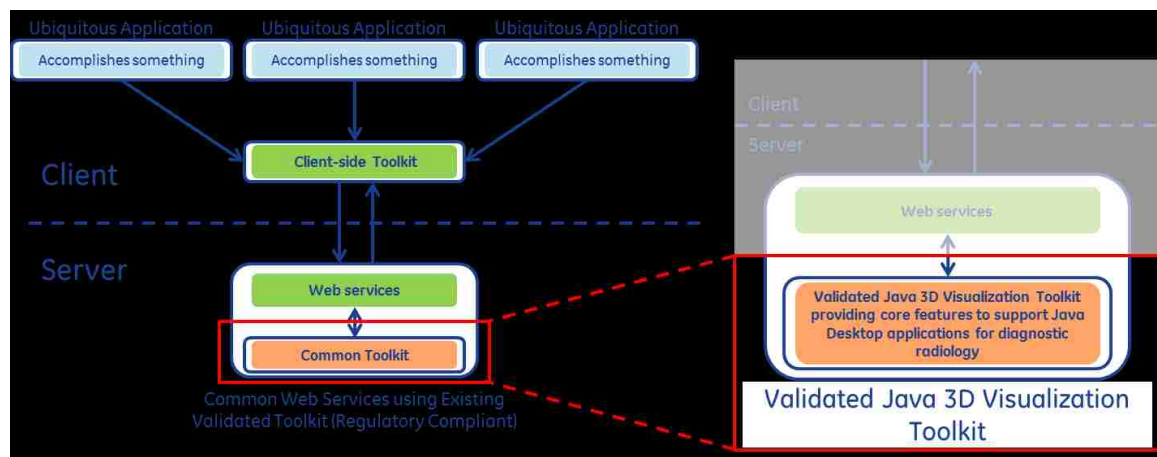 Ubiquitous Application Ubiquitous Application Ubiquitous Application
Accomplishes something Accomplishes something Accomplishes something
Client-side Toolkit
Client
Server
Web services
Common Toolkit
Common Web Services using Existing
Validated Toolkit (Regulatory Compliant)
Client
Server
Web services
Validated Java 3D Visualization Toolkit
providing core features to support Java
Desktop applications for diagnostic
radiology
Validated Java 3D Visualization
Toolkit